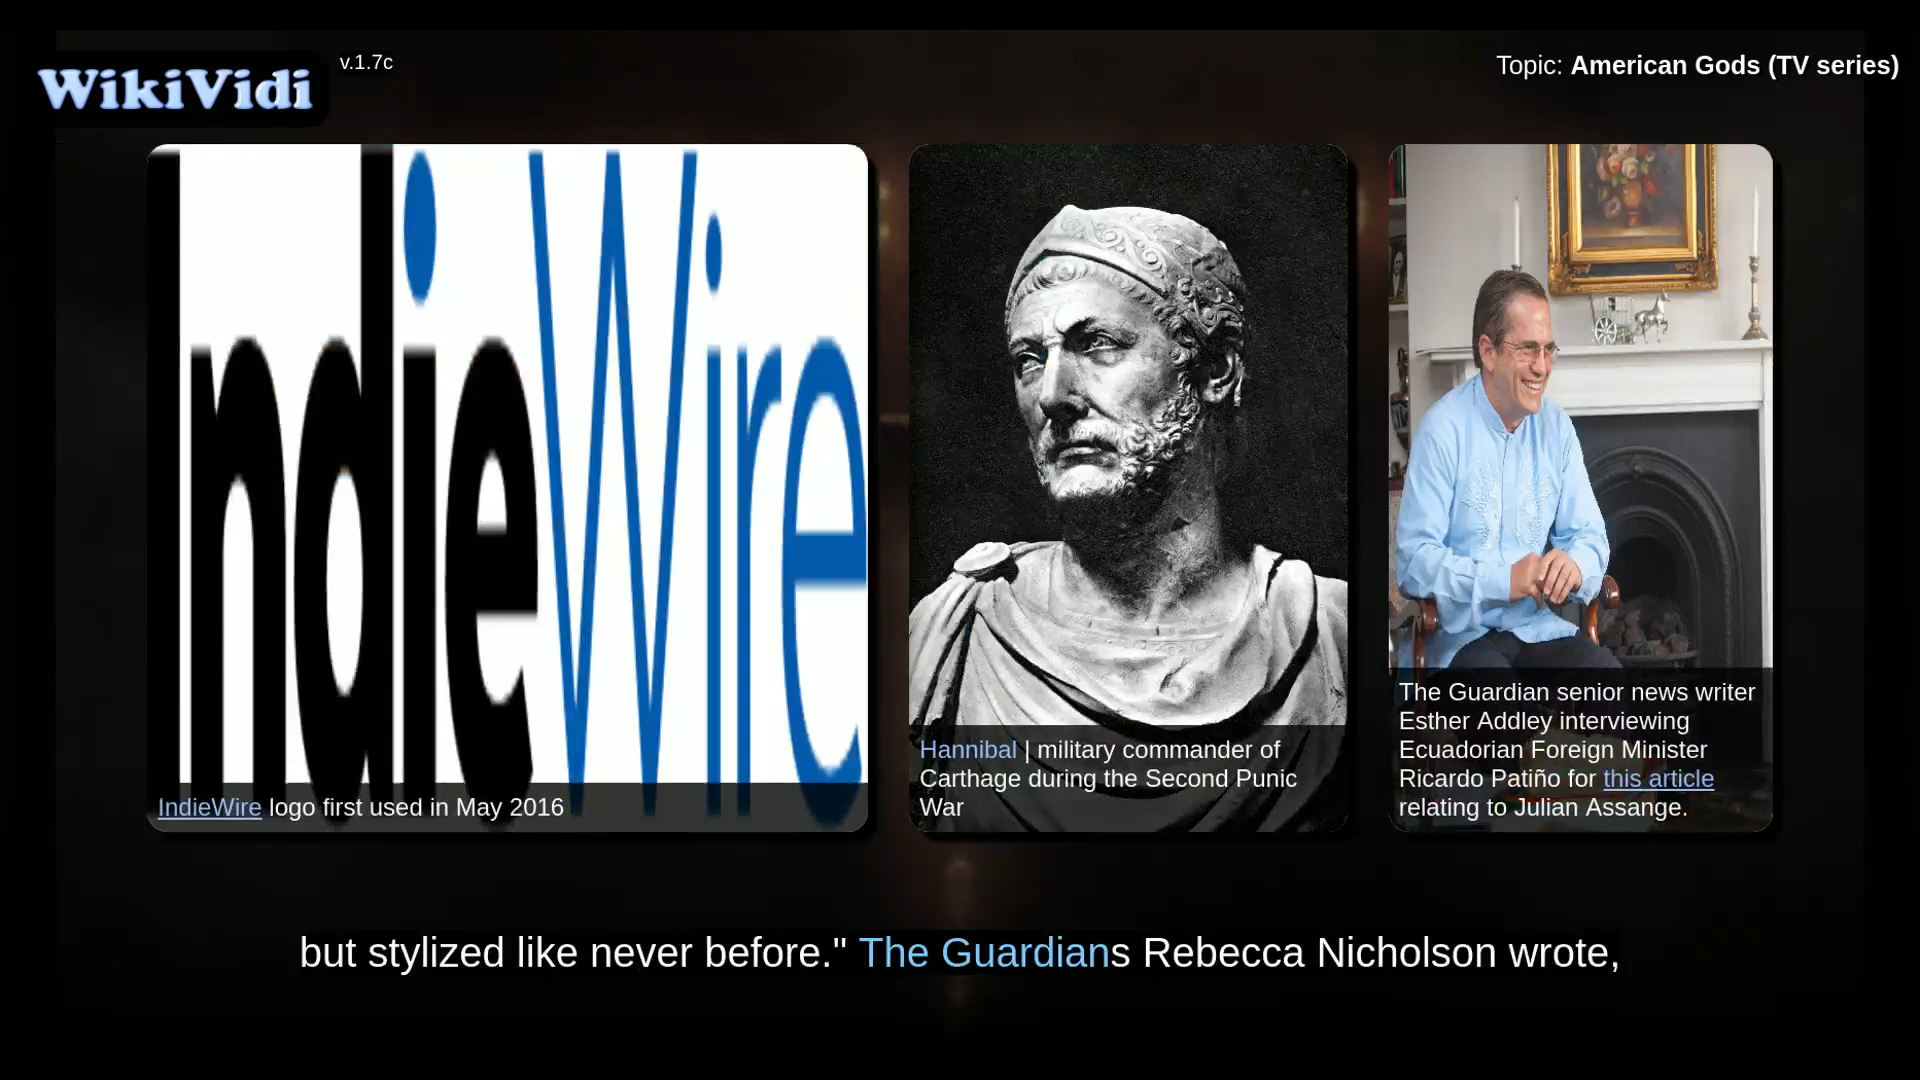 WikiVidi
v.1.7c
Topic: American Gods (TV series)
IndieWire
IndieWire logo first used in May 2016
Hannibal | military commander of
Carthage during the Second Punic
War
The Guardian senior news writer
Esther Addley interviewing
Ecuadorian Foreign Minister
Ricardo Patiño for this article
relating to Julian Assange.
but stylized like never before." The Guardians Rebecca Nicholson wrote,